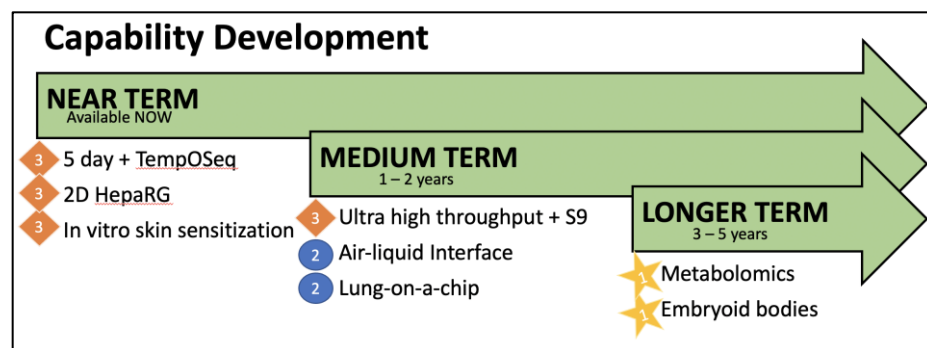 Capability Development
NEAR TERM
Available NOW
3 5 day + TempOSeq
3 2D HepaRG
3 In vitro skin sensitization
MEDIUM TERM
1 – 2 years
3 Ultra high throughput + S9
2 Air-liquid Interface
2 Lung-on-a-chip
LONGER TERM
3 – 5 years
1 Metabolomics
1 Embryoid bodies